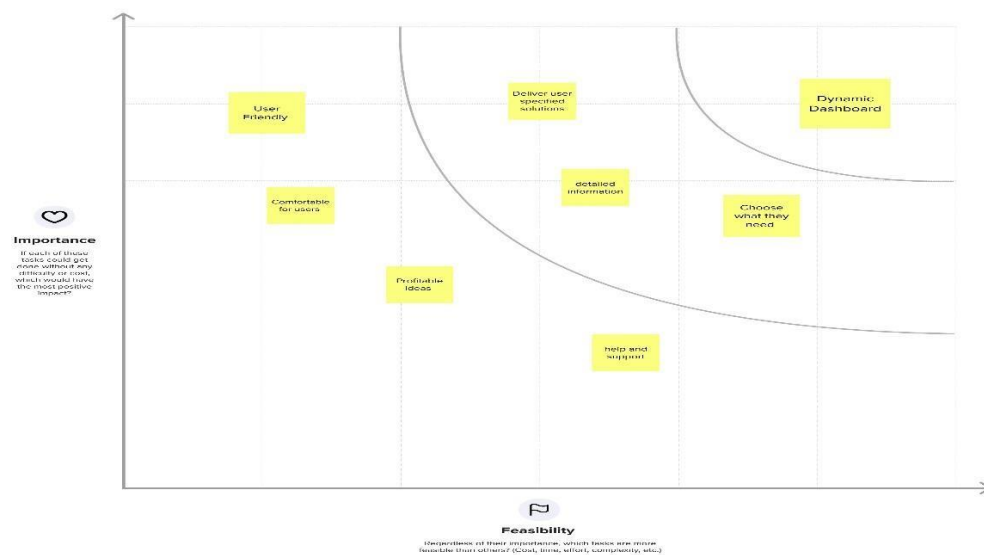 User
Friendly
Deliver user
specified
solutions
Dynamic
Dashboard
detailed
information
Comfortable
for users
Choose
what they
need
Importance
If each of these
tasks could get
done without any
difficulty or cost,
which would have
the most positive
impact?
Profitable
ideas
help and
support
Feasibility
Regardless of their importance, which tasks are more
feasible than others? (Cost, time, effort, complexity, etc.)